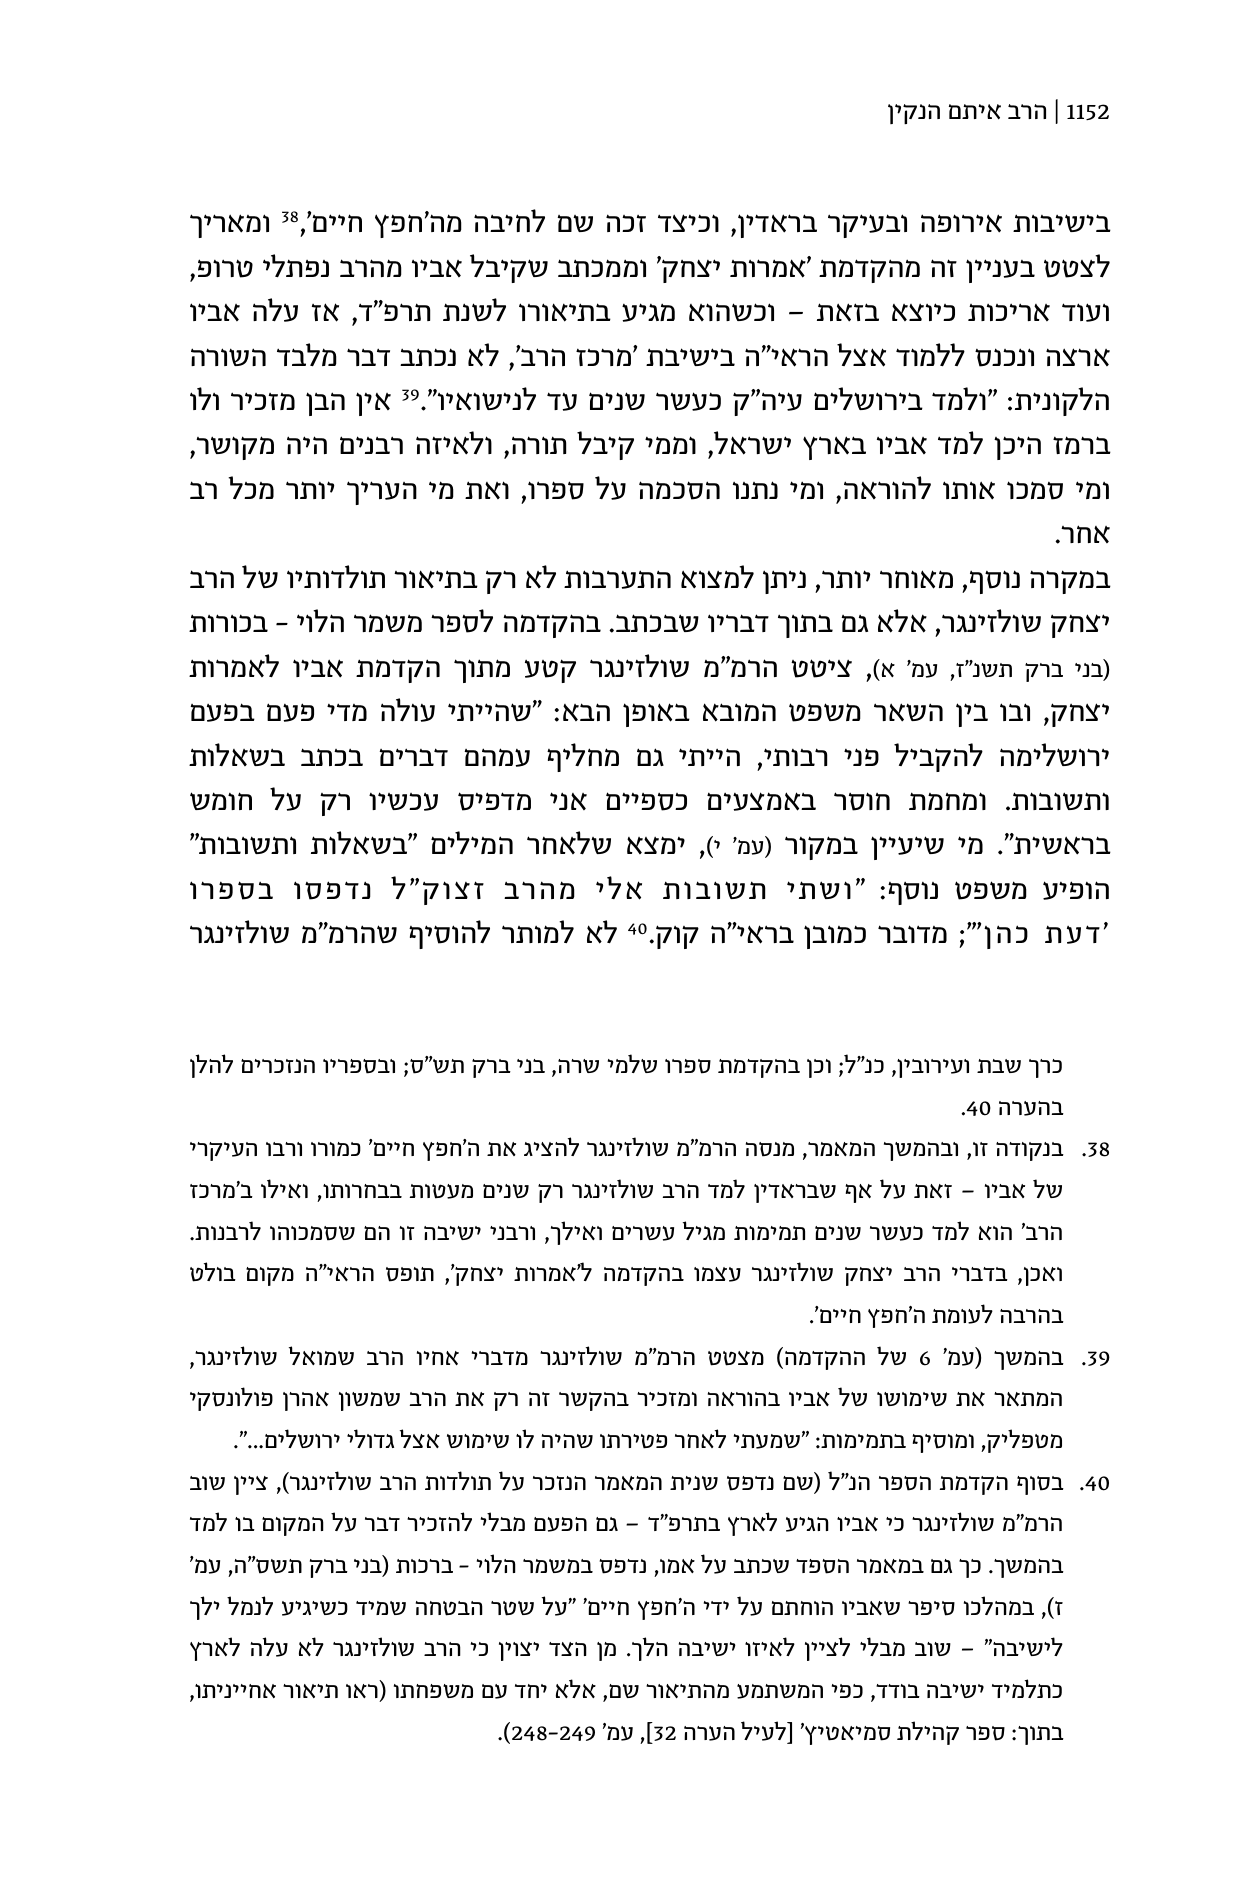 1152 | הרב איתם הנקין
בישיבות אירופה ובעיקר בראדין, וכיצד זכה שם לחיבה מה'חפץ חיים',38 ומאריך
לצטט בעניין זה מהקדמת 'אמרות יצחק' וממכתב שקיבל אביו מהרב נפתלי טרופ,
ועוד אריכות כיוצא בזאת – וכשהוא מגיע בתיאורו לשנת תרפ"ד, אז עלה אביו
ארצה ונכנס ללמוד אצל הראי"ה בישיבת 'מרכז הרב', לא נכתב דבר מלבד השורה
הלקונית: "ולמד בירושלים עיה"ק כעשר שנים עד לנישואיו".39 אין הבן מזכיר ולו
ברמז היכן למד אביו בארץ ישראל, וממי קיבל תורה, ולאיזה רבנים היה מקושר,
ומי סמכו אותו להוראה, ומי נתנו הסכמה על ספרו, ואת מי העריך יותר מכל רב
אחר.
במקרה נוסף, מאוחר יותר, ניתן למצוא התערבות לא רק בתיאור תולדותיו של הרב
יצחק שולזינגר, אלא גם בתוך דבריו שבכתב. בהקדמה לספר משמר הלוי – בכורות
(בני ברק תשנ"ז, עמ' א), ציטט הרמ"מ שולזינגר קטע מתוך הקדמת אביו לאמרות
יצחק, ובו בין השאר משפט המובא באופן הבא: "שהייתי עולה מדי פעם בפעם
ירושלימה להקביל פני רבותי, הייתי גם מחליף עמהם דברים בכתב בשאלות
ותשובות. ומחמת חוסר באמצעים כספיים אני מדפיס עכשיו רק על חומש
בראשית". מי שיעיין במקור (עמ' י), ימצא שלאחר המילים "בשאלות ותשובות"
הופיע משפט נוסף: "ושתי תשובות אלי מהרב זצוק"ל נדפסו בספרו
'דעת כהן'"; מדובר כמובן בראי"ה קוק.40 לא למותר להוסיף שהרמ"מ שולזינגר
כרך שבת ועירובין, כנ"ל; וכן בהקדמת ספרו שלמי שרה, בני ברק תש"ס; ובספריו הנזכרים להלן
בהערה 40.
38. בנקודה זו, ובהמשך המאמר, מנסה הרמ"מ שולזינגר להציג את ה'חפץ חיים' כמורו ורבו העיקרי
של אביו – זאת על אף שבראדין למד הרב שולזינגר רק שנים מעטות בבחרותו, ואילו ב'מרכז
הרב' הוא למד כעשר שנים תמימות מגיל עשרים ואילך, ורבני ישיבה זו הם שסמכוהו לרבנות.
ואכן, בדברי הרב יצחק שולזינגר עצמו בהקדמה ל'אמרות יצחק', תופס הראי"ה מקום בולט
בהרבה לעומת ה'חפץ חיים'.
39. בהמשך (עמ' 6 של ההקדמה) מצטט הרמ"מ שולזינגר מדברי אחיו הרב שמואל שולזינגר,
המתאר את שימושו של אביו בהוראה ומזכיר בהקשר זה רק את הרב שמשון אהרן פולונסקי
מטפליק, ומוסיף בתמימות: "שמעתי לאחר פטירתו שהיה לו שימוש אצל גדולי ירושלים...".
40. בסוף הקדמת הספר הנ"ל (שם נדפס שנית המאמר הנזכר על תולדות הרב שולזינגר), ציין שוב
הרמ"מ שולזינגר כי אביו הגיע לארץ בתרפ"ד – גם הפעם מבלי להזכיר דבר על המקום בו למד
בהמשך. כך גם במאמר הספד שכתב על אמו, נדפס במשמר הלוי – ברכות (בני ברק תשס"ה, עמ'
ז), במהלכו סיפר שאביו הוחתם על ידי ה'חפץ חיים' "על שטר הבטחה שמיד כשיגיע לנמל ילך
לישיבה" – שוב מבלי לציין לאיזו ישיבה הלך. מן הצד יצוין כי הרב שולזינגר לא עלה לארץ
כתלמיד ישיבה בודד, כפי המשתמע מהתיאור שם, אלא יחד עם משפחתו (ראו תיאור אחייניתו,
בתוך: ספר קהילת סמיאטיץ' [לעיל הערה 32], עמ' 248-249).